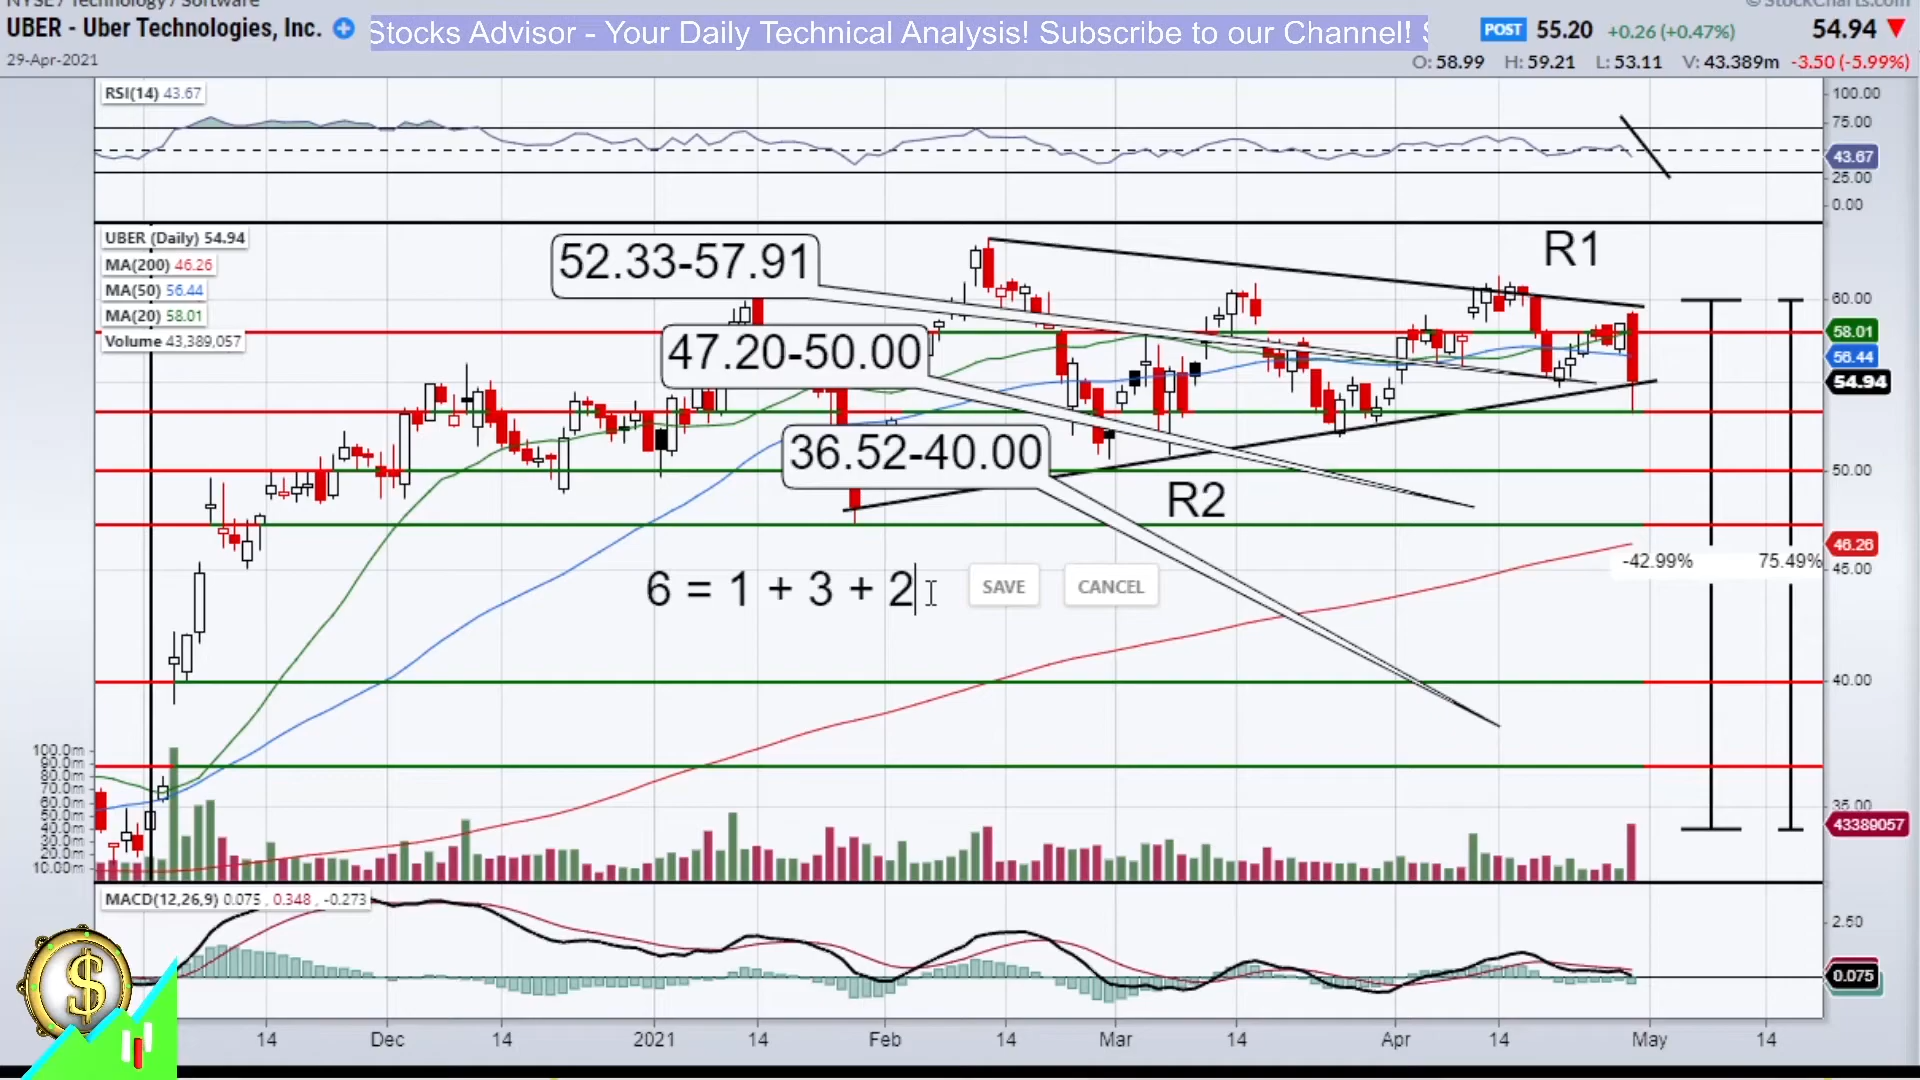 NYSE / Technology / Software
© StockCharts.com
UBER - Uber Technologies, Inc.
Stocks Advisor - Your Daily Technical Analysis! Subscribe to our Channel!
POST 55.20 +0.26 (+0.47%) 54.94
29-Apr-2021
O: 58.99 H: 59.21 L: 53.11 V: 43.389m -3.50 (-5.99%)
RSI(14) 43.67
100.00
75.00
43.67
25.00
0.00
UBER (Daily) 54.94
MA(200) 46.26
MA(50) 56.44
MA(20) 58.01
Volume 43,389,057
52.33-57.91
R1
47.20-50.00
36.52-40.00
R2
60.00
58.01
56.44
54.94
50.00
46.26
-42.99% 75.49%
45.00
6 = 1 + 3 + 2
SAVE CANCEL
40.00
35.00
43389057
100.0m
90.0m
80.0m
70.0m
60.0m
50.0m
40.0m
30.0m
20.0m
10.00m
MACD(12,26,9) 0.075, 0.348, -0.273
2.50
0.075
$
14 Dec 14 2021 14 Feb 14 Mar 14 Apr 14 May 14